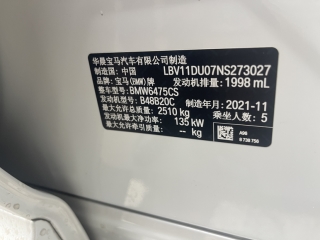 华晨宝马汽车有限公司制造
制造国：中国 LBV11DU07NS273027
品牌：宝马(BMW)牌 发动机排量：1998 mL
整车型号：BMW6475CS
发动机型号：B48B20C 制造年月：2021-11
最大允许总质量：2510 kg 乘坐人数：5
发动机最大净功率：135 kW
最大允许牵引质量： -- kg
A90
8 738 756